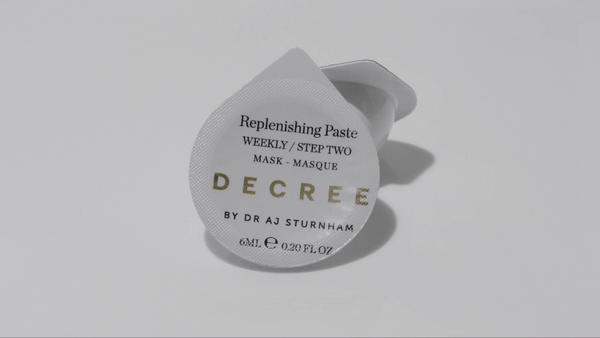 Replenishing Paste
WEEKLY / STEP TWO
MASK - MASQUE
DECREE
BY DR AJ STURNHAM
6ML ℮ 0.20 FL OZ